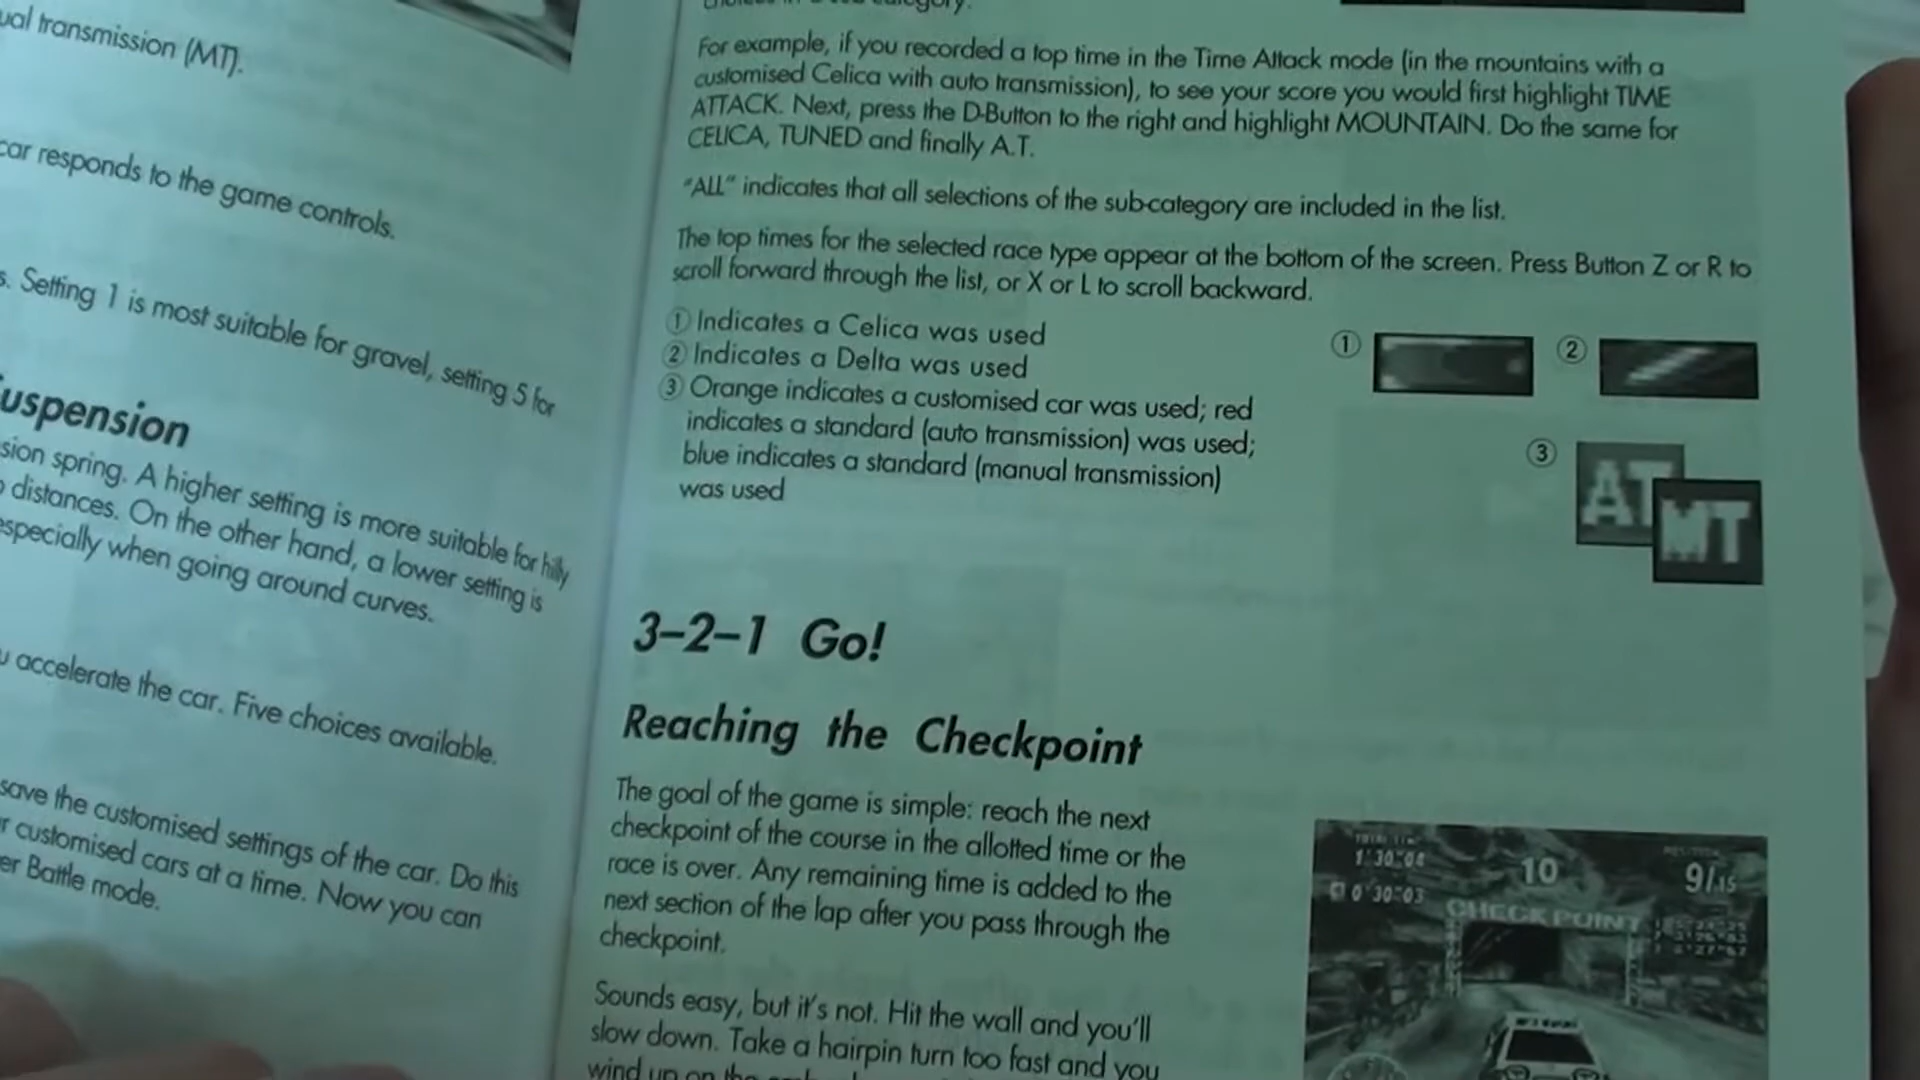 ual transmission (MT).
car responds to the game controls.
s. Setting 1 is most suitable for gravel, setting 5 for
uspension
sion spring. A higher setting is more suitable for hilly
distances. On the other hand, a lower setting is
especially when going around curves.
u accelerate the car. Five choices available.
save the customised settings of the car. Do this
r customised cars at a time. Now you can
er Battle mode.
For example, if you recorded a top time in the Time Attack mode (in the mountains with a
customised Celica with auto transmission), to see your score you would first highlight TIME
ATTACK. Next, press the D-Button to the right and highlight MOUNTAIN. Do the same for
CELICA, TUNED and finally A.T.
"ALL" indicates that all selections of the sub-category are included in the list.
The top times for the selected race type appear at the bottom of the screen. Press Button Z or R to
scroll forward through the list, or X or L to scroll backward.
① Indicates a Celica was used
② Indicates a Delta was used
③ Orange indicates a customised car was used; red
indicates a standard (auto transmission) was used;
blue indicates a standard (manual transmission)
was used
① ②
③ AT
MT
3-2-1 Go!
Reaching the Checkpoint
The goal of the game is simple: reach the next
checkpoint of the course in the allotted time or the
race is over. Any remaining time is added to the
next section of the lap after you pass through the
checkpoint.
Sounds easy, but it's not. Hit the wall and you'll
slow down. Take a hairpin turn too fast and you
wind up on the
1'30"04 10 9/15
0'30"03
CHECK POINT